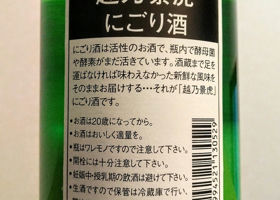 越乃景虎
にごり酒
にごり酒は活性のお酒で、瓶内で酵母菌
や酵素がまだ活きています。酒蔵まで足を
運ばなければ味わえなかった新鮮な風味を
そのままお届けする…それが「越乃景虎」
にごり酒です。
●お酒は20歳になってから。
●お酒はおいしく適量を。
●瓶はワレモノですので注意して下さい。
●開栓には十分注意して下さい。
●妊娠中・授乳期の飲酒は避けて下さい。
●生酒ですので保管は冷蔵庫で行い、
994521130529